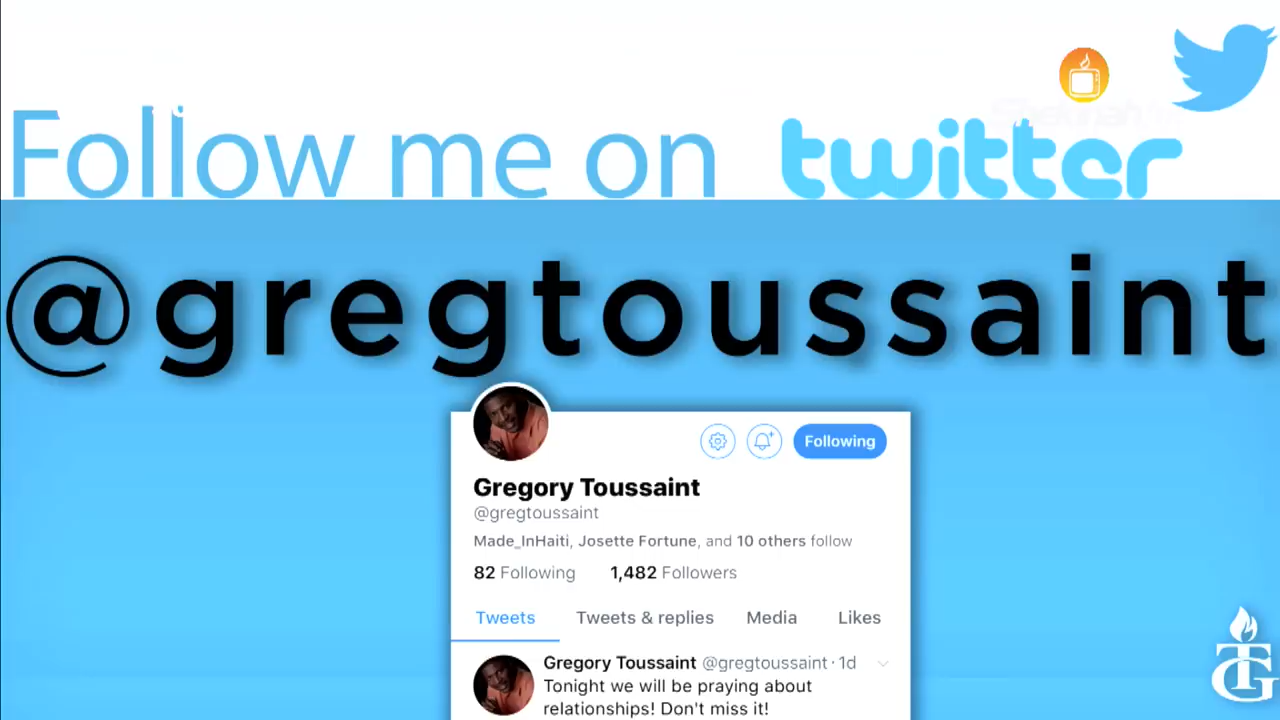 Follow me on twitter
@gregtoussaint
Following
Gregory Toussaint
@gregtoussaint
Made_InHaiti, Josette Fortune, and 10 others follow
82 Following 1,482 Followers
Tweets Tweets & replies Media Likes
Gregory Toussaint @gregtoussaint · 1d
Tonight we will be praying about
relationships! Don't miss it!
TG